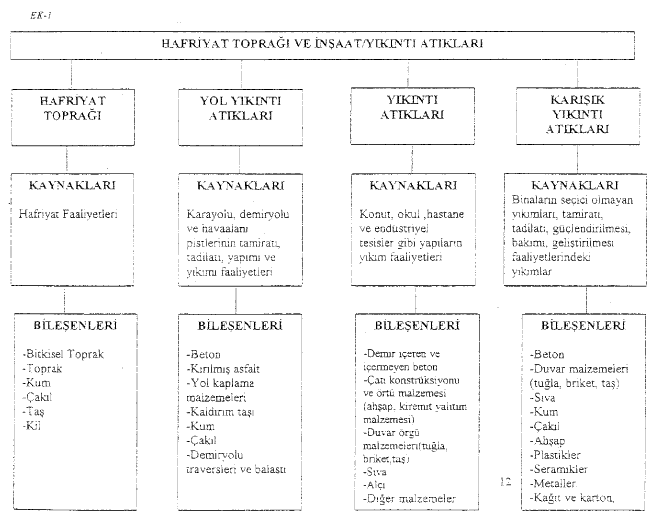 EK-1
HAFRİYAT TOPRAĞI VE İNŞAAT/YIKINTI ATIKLARI
HAFRİYAT
TOPRAĞI
YOL YIKINTI
ATIKLARI
YIKINTI
ATIKLARI
KARIŞIK
YIKINTI
ATIKLARI
KAYNAKLARI
Hafriyat Faaliyetleri
KAYNAKLARI
Karayolu, demiryolu
ve havaalanı
pistlerinin tamiratı,
tadilatı, yapımı ve
yıkımı faaliyetleri
KAYNAKLARI
Konut, okul ,hastane
ve endüstriyel
tesisler gibi yapıların
yıkım faaliyetleri
KAYNAKLARI
Binaların seçici olmayan
yıkımları, tamiratı,
tadilatı, güçlendirilmesi,
bakımı, geliştirilmesi
faaliyetlerindeki
yıkımlar
BİLEŞENLERİ
-Bitkisel Toprak
-Toprak
-Kum
-Çakıl
-Taş
-Kil
BİLEŞENLERİ
-Beton
-Kırılmış asfalt
-Yol kaplama
malzemeleri
-Kaldırım taşı
-Kum
-Çakıl
-Demiryolu
traversleri ve balastı
BİLEŞENLERİ
-Demir içeren ve
içermeyen beton
-Çatı konstrüksiyonu
ve örtü malzemesi
(ahşap, kiremit yalıtım
malzemesi)
-Duvar örgü
malzemeleri(tuğla,
briket,taş)
-Sıva
-Alçı
-Diğer malzemeler
BİLEŞENLERİ
-Beton
-Duvar malzemeleri
(tuğla, briket, taş)
-Sıva
-Kum
-Çakıl
-Ahşap
-Plastikler
-Seramikler
-Metaller
-Kağıt ve karton,
12